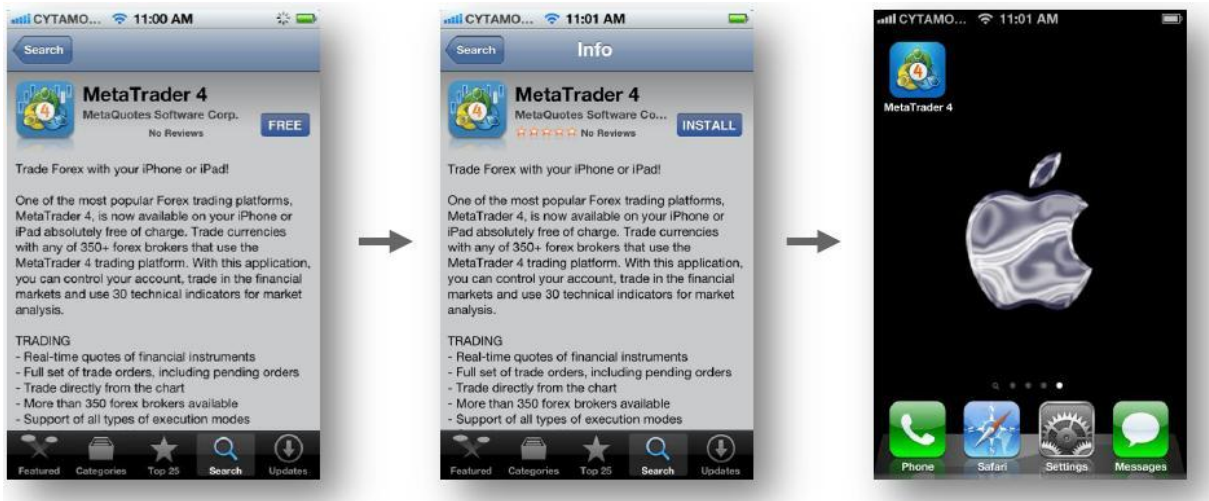 CYTAMO... 11:00 AM
Search
MetaTrader 4
MetaQuotes Software Corp.
No Reviews
FREE
Trade Forex with your iPhone or iPad!
One of the most popular Forex trading platforms,
MetaTrader 4, is now available on your iPhone or
iPad absolutely free of charge. Trade currencies
with any of 350+ forex brokers that use the
MetaTrader 4 trading platform. With this application,
you can control your account, trade in the financial
markets and use 30 technical indicators for market
analysis.
TRADING
- Real-time quotes of financial instruments
- Full set of trade orders, including pending orders
- Trade directly from the chart
- More than 350 forex brokers available
- Support of all types of execution modes
Featured Categories Top 25 Search Updates
CYTAMO... 11:01 AM
Search Info
MetaTrader 4
MetaQuotes Software Co...
No Reviews
INSTALL
Trade Forex with your iPhone or iPad!
One of the most popular Forex trading platforms,
MetaTrader 4, is now available on your iPhone or
iPad absolutely free of charge. Trade currencies
with any of 350+ forex brokers that use the
MetaTrader 4 trading platform. With this application,
you can control your account, trade in the financial
markets and use 30 technical indicators for market
analysis.
TRADING
- Real-time quotes of financial instruments
- Full set of trade orders, including pending orders
- Trade directly from the chart
- More than 350 forex brokers available
- Support of all types of execution modes
Featured Categories Top 25 Search Updates
CYTAMO... 11:01 AM
4
MetaTrader 4
Phone Safari Settings Messages